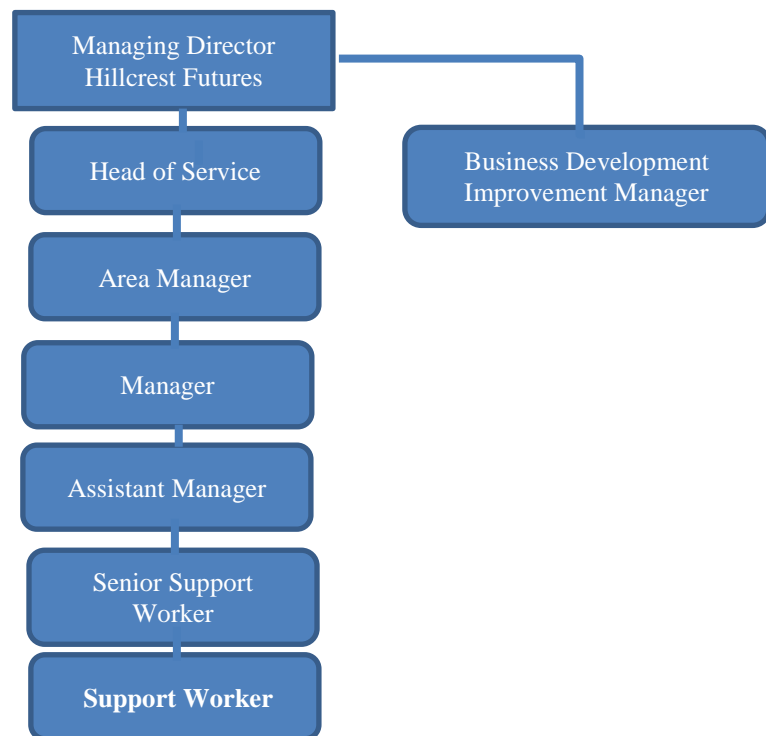 Managing Director
Hillcrest Futures
Head of Service
Business Development
Improvement Manager
Area Manager
Manager
Assistant Manager
Senior Support
Worker
Support Worker